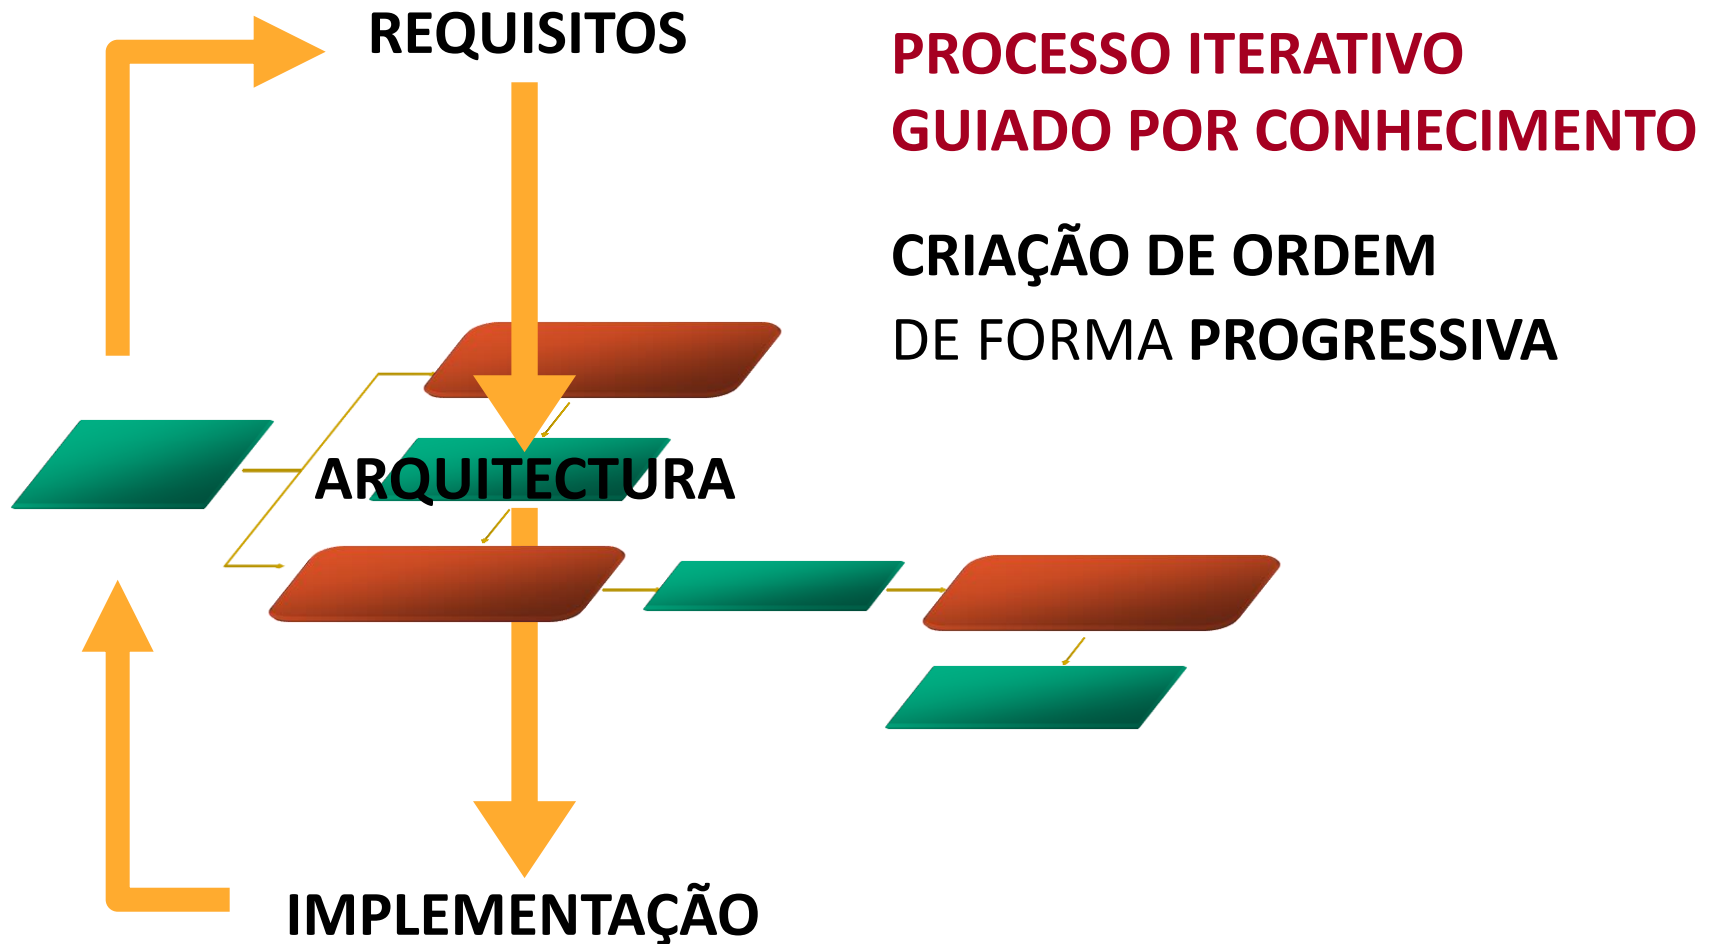 REQUISITOS
PROCESSO ITERATIVO
GUIADO POR CONHECIMENTO
CRIAÇÃO DE ORDEM
DE FORMA PROGRESSIVA
ARQUITECTURA
IMPLEMENTAÇÃO